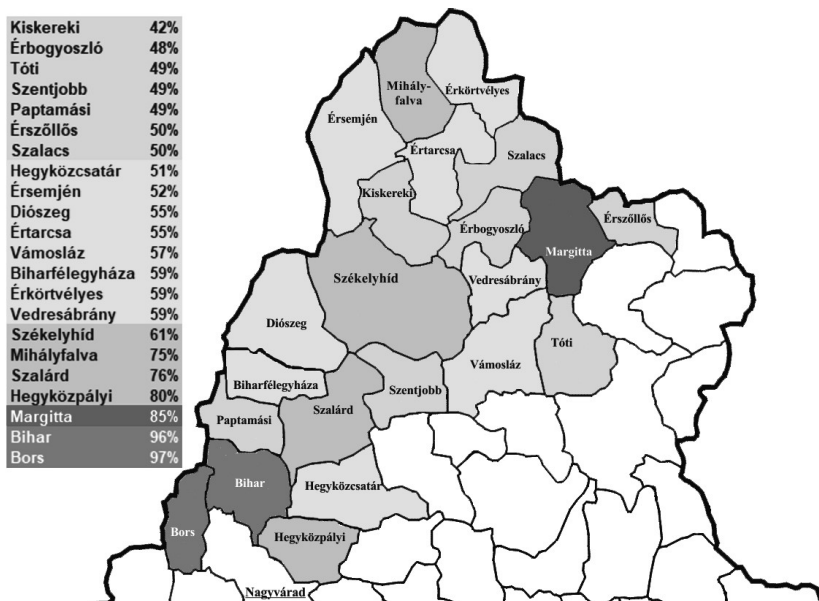 Kiskereki 42%
Érbogyoszló 48%
Tóti 49%
Szentjobb 49%
Paptamási 49%
Érszőllős 50%
Szalacs 50%
Hegyközcsatár 51%
Érsemjén 52%
Diószeg 55%
Értarcsa 55%
Vámosláz 57%
Biharfélegyháza 59%
Érkörtvélyes 59%
Vedresábrány 59%
Székelyhíd 61%
Mihályfalva 75%
Szalárd 76%
Hegyközpályi 80%
Margitta 85%
Bihar 96%
Bors 97%
Mihály-
falva
Érkörtvélyes
Érsemjén
Értarcsa
Szalacs
Kiskereki
Érszőllős
Érbogyoszló
Margitta
Székelyhíd
Vedresábrány
Diószeg
Tóti
Vámosláz
Biharfélegyháza
Szentjobb
Szalárd
Paptamási
Bihar
Hegyközcsatár
Bors
Hegyközpályi
Nagyvárad